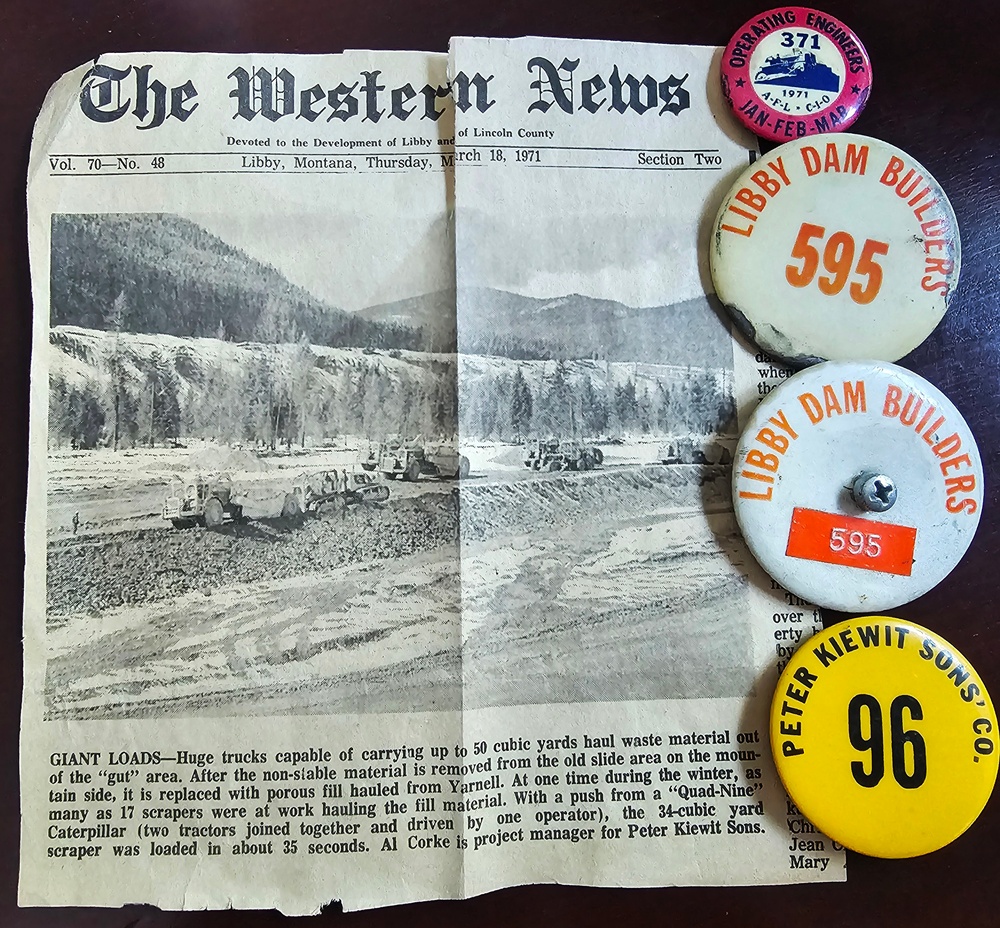 The Western News
Devoted to the Development of Libby and of Lincoln County
Vol. 70—No. 48 Libby, Montana, Thursday, March 18, 1971 Section Two
GIANT LOADS—Huge trucks capable of carrying up to 50 cubic yards haul waste material out
of the "gut" area. After the non-stable material is removed from the old slide area on the moun-
tain side, it is replaced with porous fill hauled from Yarnell. At one time during the winter, as
many as 17 scrapers were at work hauling the fill material. With a push from a "Quad-Nine"
Caterpillar (two tractors joined together and driven by one operator), the 34-cubic yard
scraper was loaded in about 35 seconds. Al Corke is project manager for Peter Kiewit Sons.
OPERATING ENGINEERS
371
1971
A-F-L • C-I-O
★ JAN-FEB-MAR ★
LIBBY DAM BUILDERS
595
LIBBY DAM BUILDERS
595
PETER KIEWIT SONS' CO.
96
when
over
erty
by
Jean
Mary